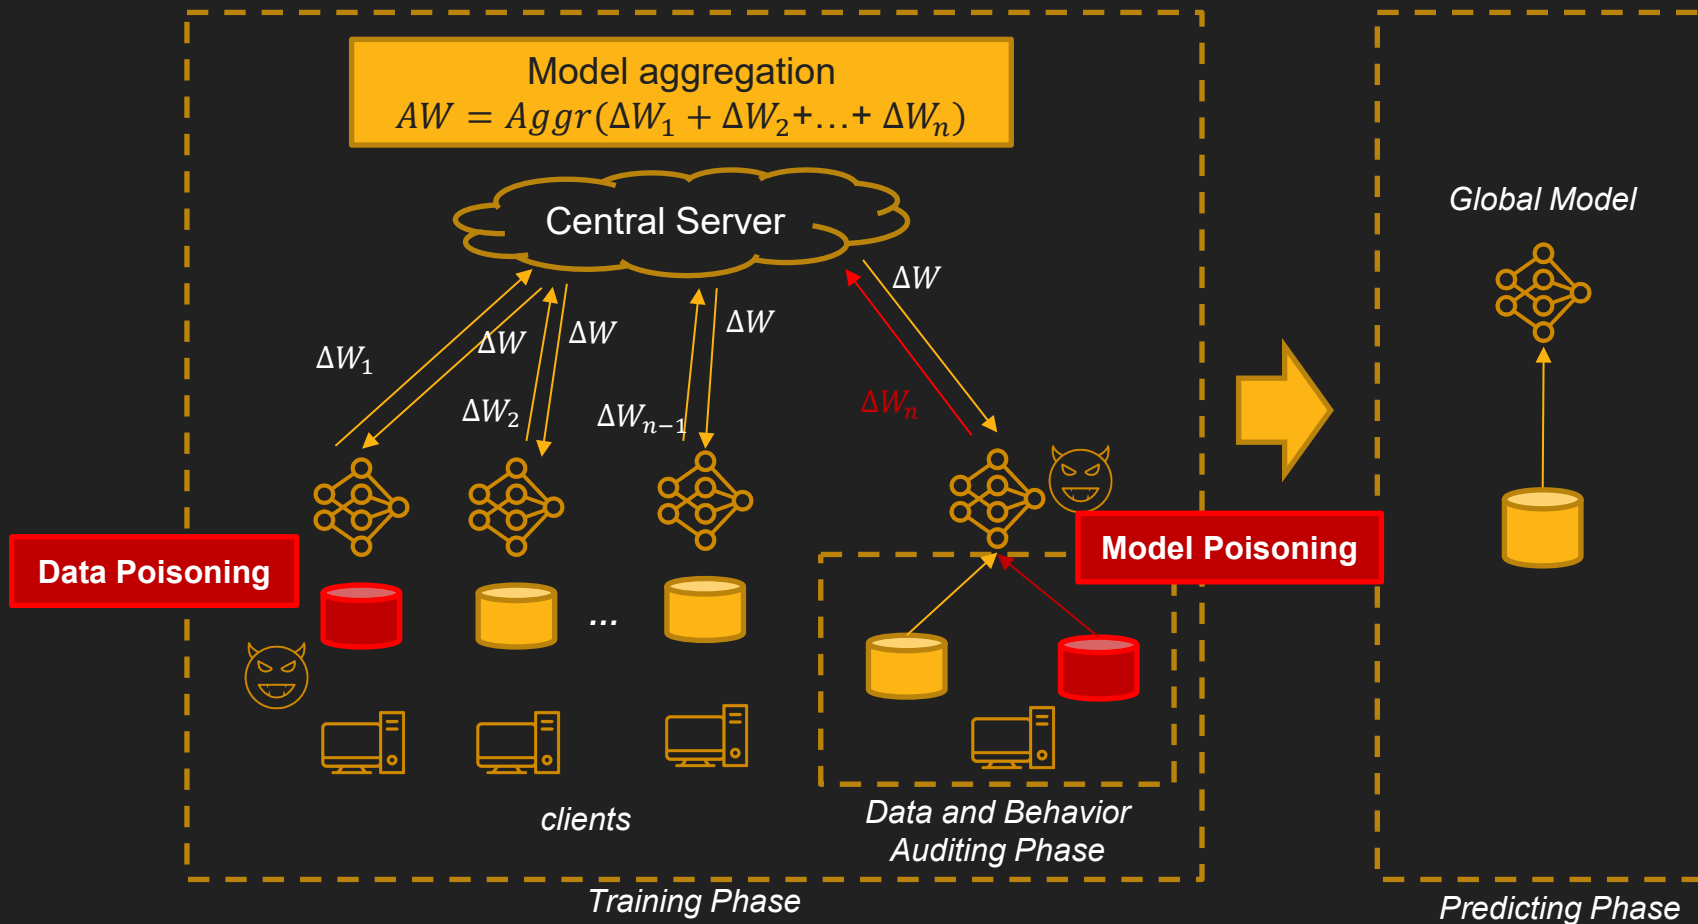 Model aggregation
𝐴𝑊 = 𝐴𝑔𝑔𝑟(Δ𝑊₁ + Δ𝑊₂+...+ Δ𝑊ₙ)
Central Server
Global Model
Δ𝑊
Δ𝑊₁
Δ𝑊
Δ𝑊
Δ𝑊
Δ𝑊₂
Δ𝑊ₙ₋₁
Δ𝑊ₙ
Data Poisoning
Model Poisoning
...
clients
Data and Behavior
Auditing Phase
Training Phase
Predicting Phase